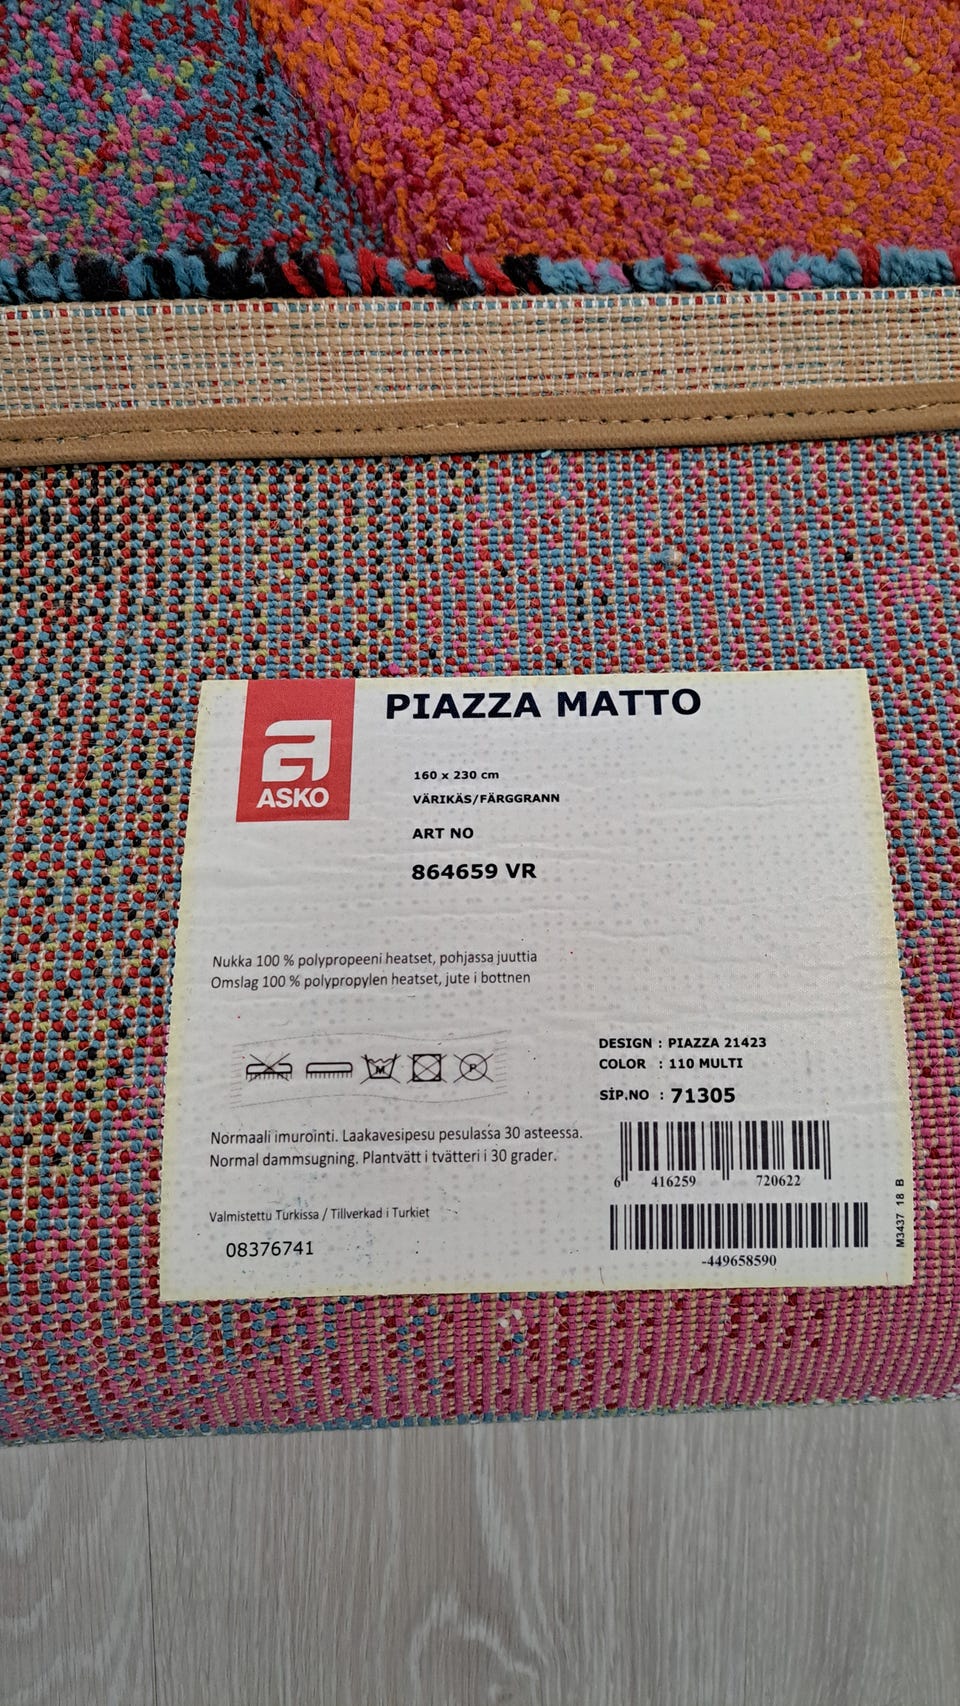 PIAZZA MATTO
ASKO
160 x 230 cm
VÄRIKÄS/FÄRGGRANN
ART NO
864659 VR
Nukka 100 % polypropeeni heatset, pohjassa juuttia
Omslag 100 % polypropylen heatset, jute i bottnen
M P
DESIGN : PIAZZA 21423
COLOR : 110 MULTI
SİP.NO : 71305
Normaali imurointi. Laakavesipesu pesulassa 30 asteessa.
Normal dammsugning. Plantvätt i tvätteri i 30 grader.
6 416259 720622
Valmistettu Turkissa / Tillverkad i Turkiet
08376741
-449658590
M3437 18 B